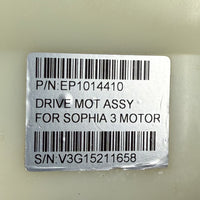 P/N:EP1014410
DRIVE MOT ASSY
FOR SOPHIA 3 MOTOR
S/N:V3G15211658